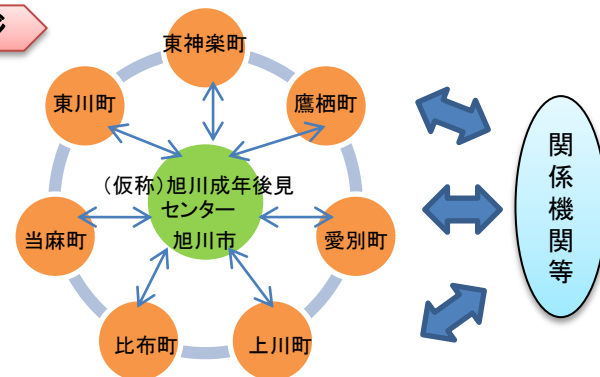 東神楽町
東川町
鷹栖町
(仮称)旭川成年後見
センター
旭川市
当麻町
愛別町
比布町
上川町
関係機関等